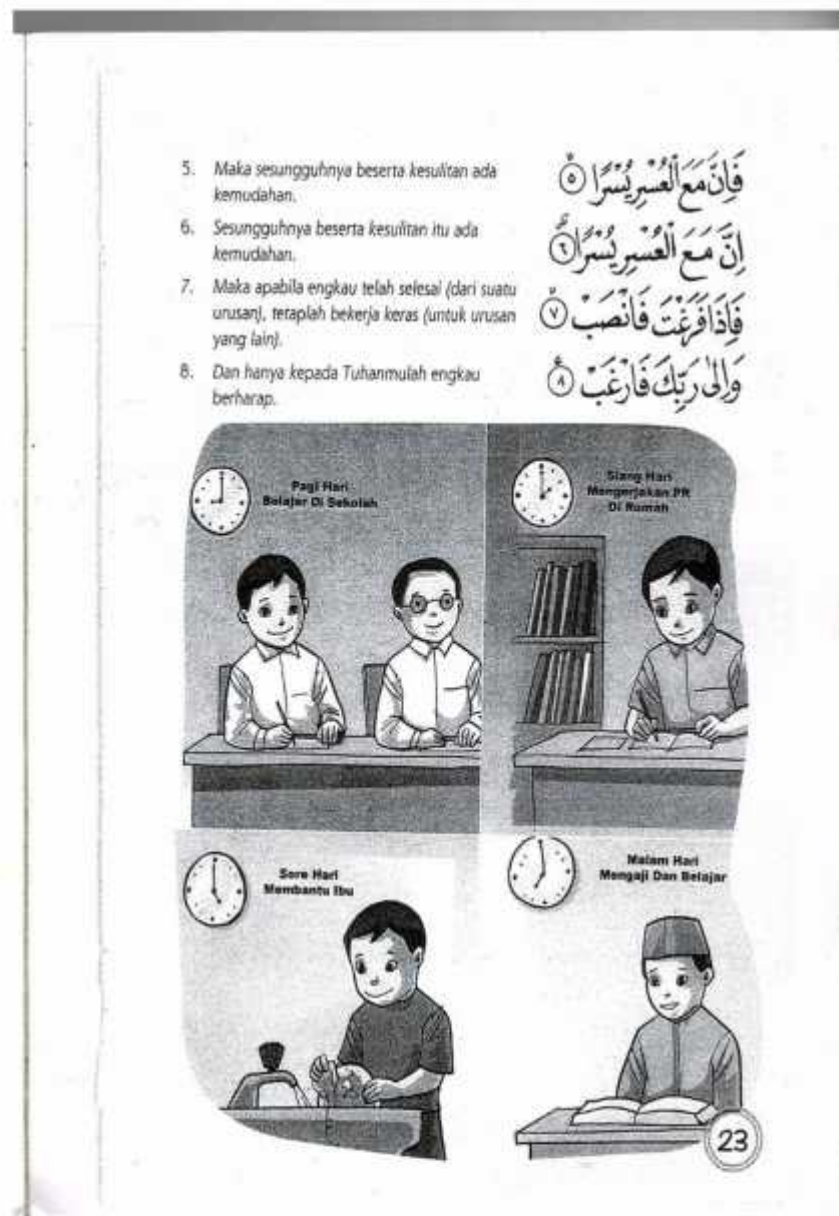 5. Maka sesungguhnya beserta kesulitan ada
kemudahan.
فَاِنَّ مَعَ الْعُسْرِ يُسْرًاۙ ٥
6. Sesungguhnya beserta kesulitan itu ada
kemudahan.
اِنَّ مَعَ الْعُسْرِ يُسْرًاۗ ٦
7. Maka apabila engkau telah selesai (dari suatu
urusan), tetaplah bekerja keras (untuk urusan
yang lain).
فَاِذَا فَرَغْتَ فَانْصَبْۙ ٧
8. Dan hanya kepada Tuhanmulah engkau
berharap.
وَاِلٰى رَبِّكَ فَارْغَبْ ٨
Pagi Hari
Belajar Di Sekolah
Siang Hari
Mengerjakan PR
Di Rumah
Sore Hari
Membantu Ibu
Malam Hari
Mengaji Dan Belajar
23